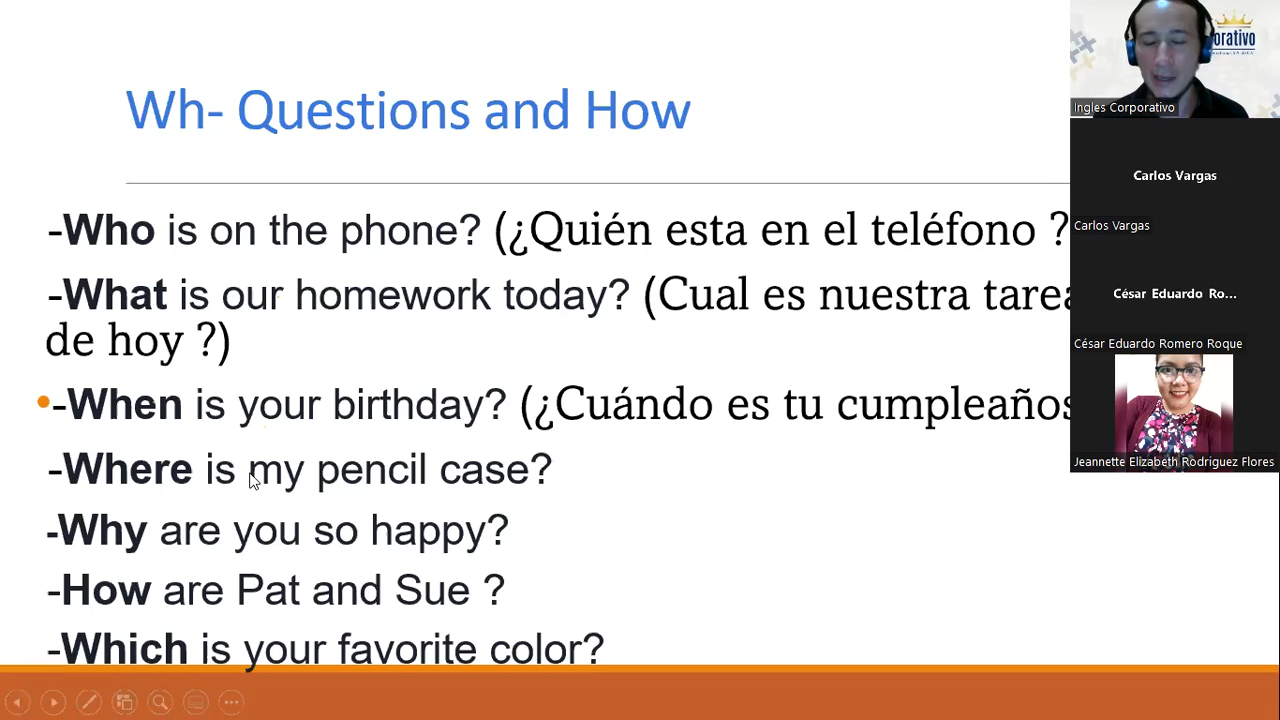 Wh- Questions and How
-Who is on the phone? (¿Quién esta en el teléfono ?
-What is our homework today? (Cual es nuestra tarea
de hoy ?)
•-When is your birthday? (¿Cuándo es tu cumpleaños
-Where is my pencil case?
-Why are you so happy?
-How are Pat and Sue ?
-Which is your favorite color?
orativo
Ingles Corporativo
Carlos Vargas
Carlos Vargas
César Eduardo Ro...
César Eduardo Romero Roque
Jeannette Elizabeth Rodriguez Flores